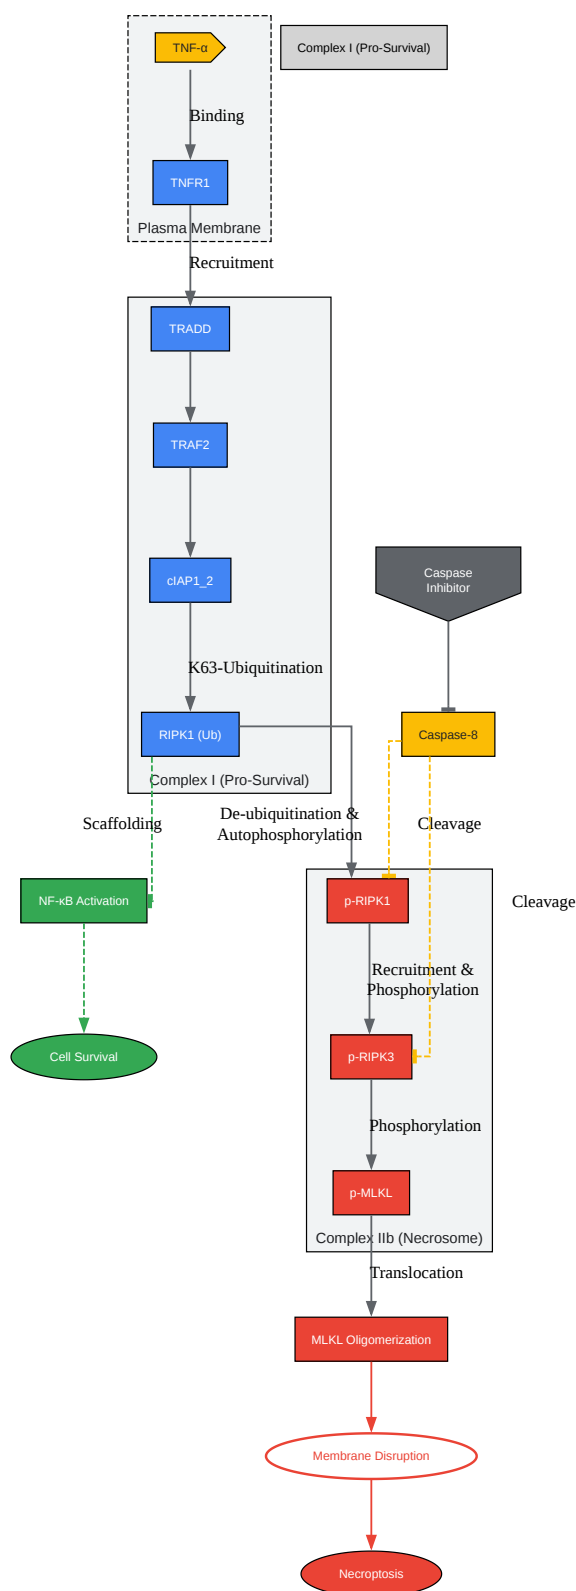 TNF-α
Complex I (Pro-Survival)
Binding
TNFR1
Plasma Membrane
Recruitment
TRADD
TRAF2
cIAP1_2
Caspase
Inhibitor
K63-Ubiquitination
RIPK1 (Ub)
Caspase-8
Complex I (Pro-Survival)
Scaffolding
De-ubiquitination &
Autophosphorylation
Cleavage
NF-κB Activation
p-RIPK1
Cleavage
Recruitment &
Phosphorylation
Cell Survival
p-RIPK3
Phosphorylation
p-MLKL
Complex IIb (Necrosome)
Translocation
MLKL Oligomerization
Membrane Disruption
Necroptosis